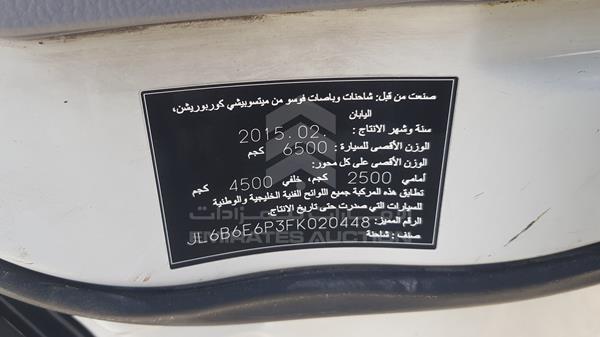 صنعت من قبل: شاحنات وباصات فوسو من ميتسوبيشي كوربوريشن،
اليابان
سنة وشهر الانتاج : 2015.02.
الوزن الأقصى للسيارة : 6500 كجم
الوزن الأقصى على كل محور:
أمامي 2500 كجم، خلفي 4500 كجم
تطابق هذه المركبة جميع اللوائح الفنية الخليجية والوطنية
للسيارات التي صدرت حتى تاريخ الانتاج.
الرقم المميز: JL6B6E6P3FK020448
صنف : شاحنة
EMIRATES AUCTION